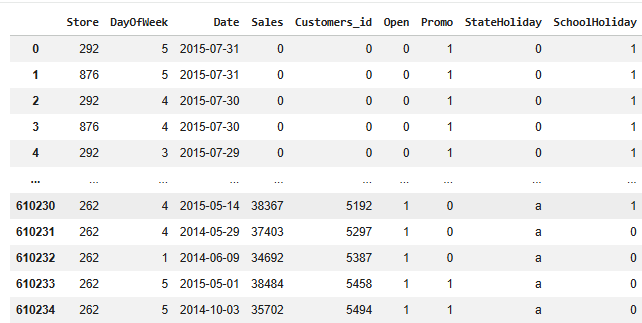 Store DayOfWeek Date Sales Customers_id Open Promo StateHoliday SchoolHoliday
0 292 5 2015-07-31 0 0 0 1 0 1
1 876 5 2015-07-31 0 0 0 1 0 1
2 292 4 2015-07-30 0 0 0 1 0 1
3 876 4 2015-07-30 0 0 0 1 0 1
4 292 3 2015-07-29 0 0 0 1 0 1
... ... ... ... ... ... ... ... ... ...
610230 262 4 2015-05-14 38367 5192 1 0 a 1
610231 262 4 2014-05-29 37403 5297 1 0 a 0
610232 262 1 2014-06-09 34692 5387 1 0 a 0
610233 262 5 2015-05-01 38484 5458 1 1 a 0
610234 262 5 2014-10-03 35702 5494 1 1 a 0